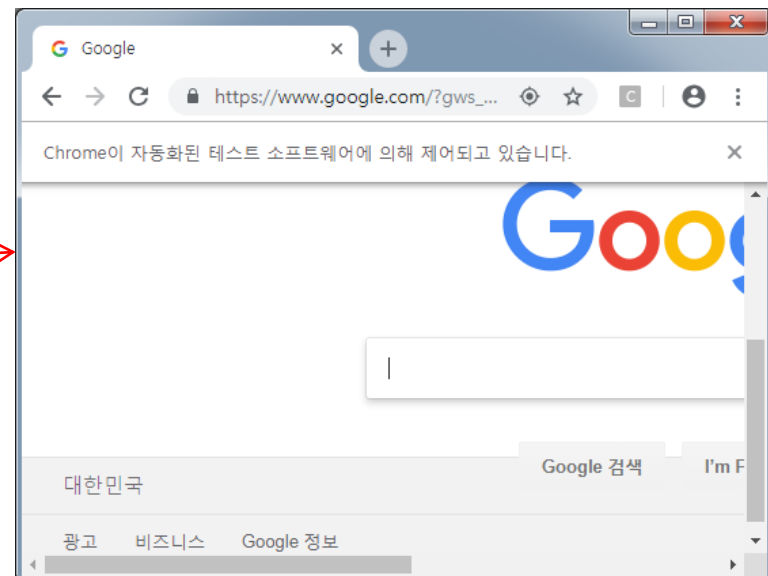 Google
https://www.google.com/?gws_...
Chrome이 자동화된 테스트 소프트웨어에 의해 제어되고 있습니다.
Goog
Google 검색 I'm F
대한민국
광고 비즈니스 Google 정보